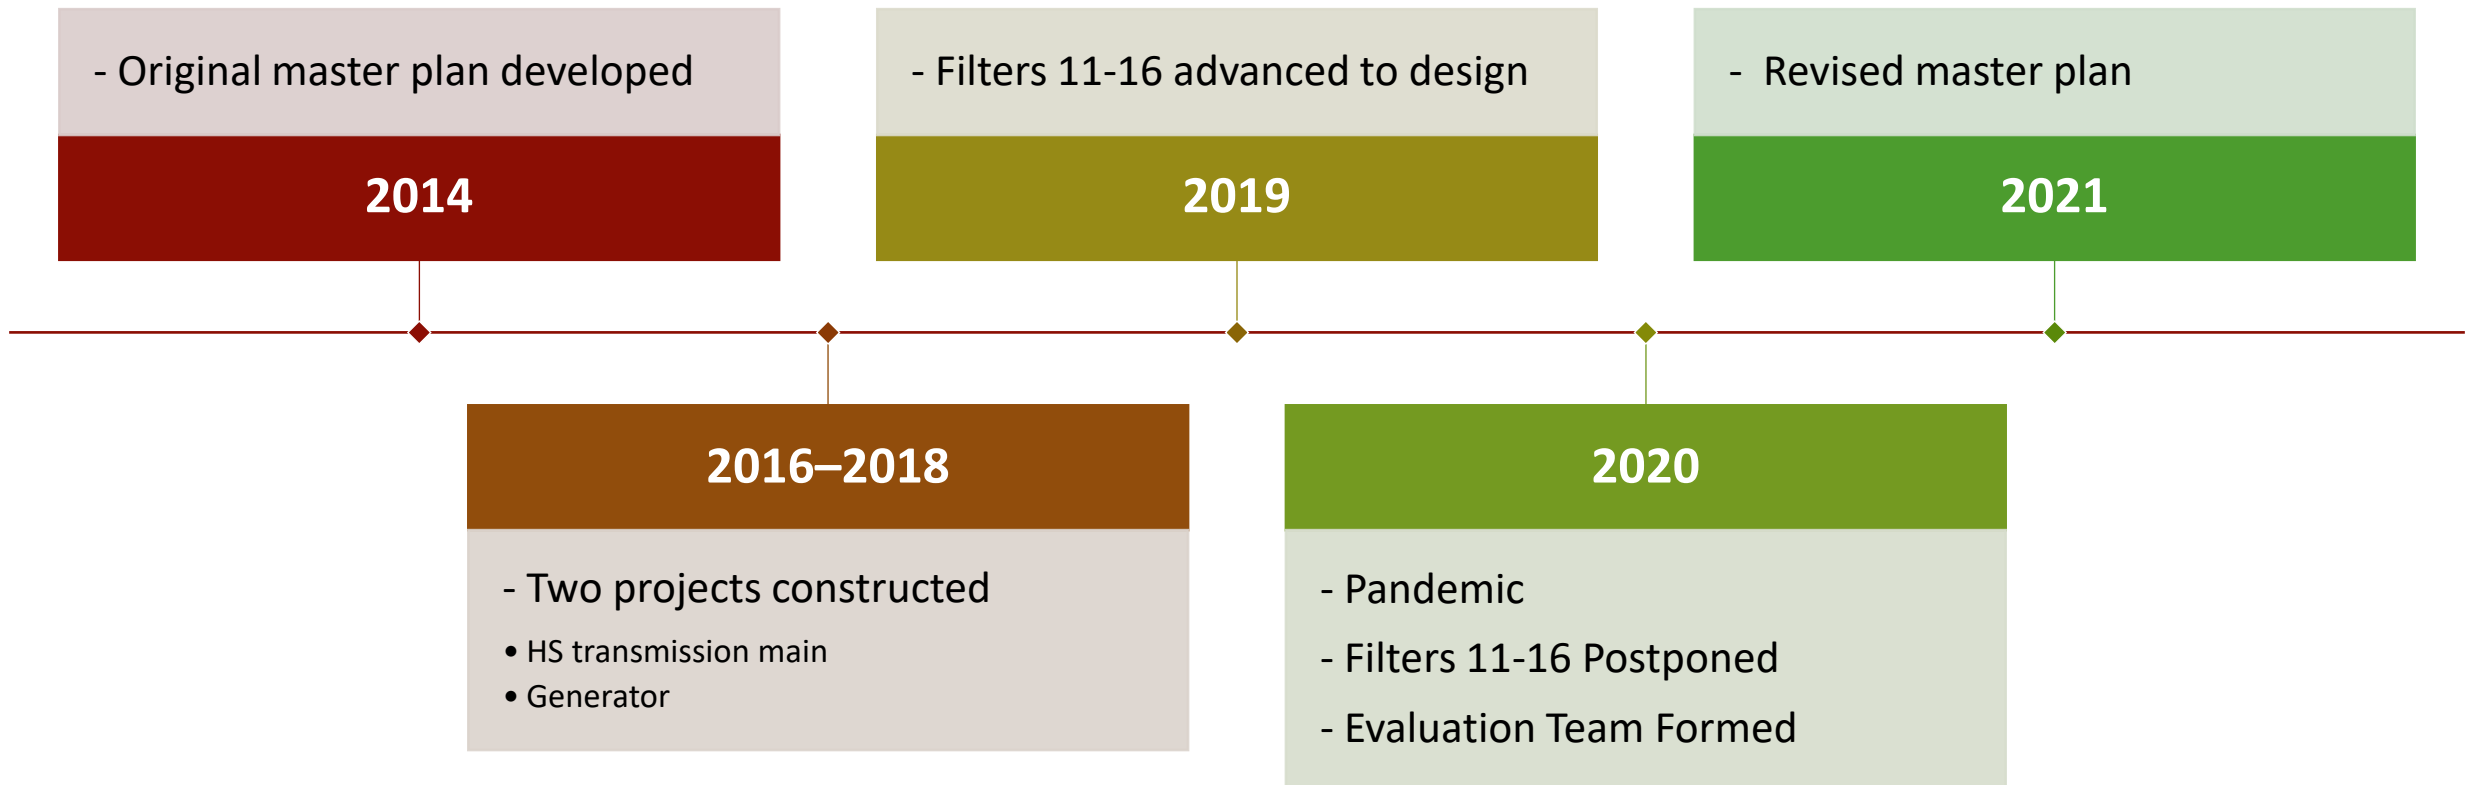 - Original master plan developed
2014
2016–2018
- Two projects constructed
• HS transmission main
• Generator
- Filters 11-16 advanced to design
2019
2020
- Pandemic
- Filters 11-16 Postponed
- Evaluation Team Formed
- Revised master plan
2021